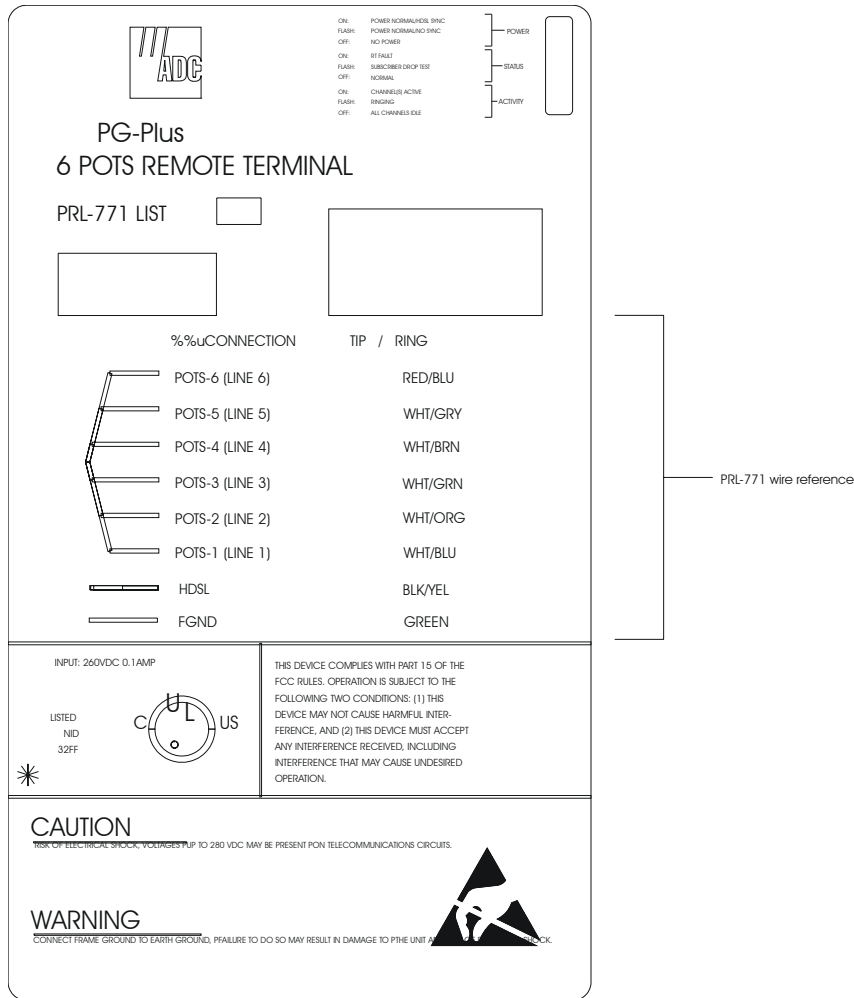 ON: POWER NORMAL/HDSL SYNC
FLASH: POWER NORMAL/NO SYNC
OFF: NO POWER
POWER
ON: RT FAULT
FLASH: SUBSCRIBER DROP TEST
OFF: NORMAL
STATUS
ON: CHANNEL(S) ACTIVE
FLASH: RINGING
OFF: ALL CHANNELS IDLE
ACTIVITY
ADC
PG-Plus
6 POTS REMOTE TERMINAL
PRL-771 LIST
%%uCONNECTION TIP / RING
POTS-6 (LINE 6) RED/BLU
POTS-5 (LINE 5) WHT/GRY
POTS-4 (LINE 4) WHT/BRN
POTS-3 (LINE 3) WHT/GRN
POTS-2 (LINE 2) WHT/ORG
POTS-1 (LINE 1) WHT/BLU
HDSL BLK/YEL
FGND GREEN
PRL-771 wire reference
INPUT: 260VDC 0.1AMP
LISTED
NID
32FF
C UL US
THIS DEVICE COMPLIES WITH PART 15 OF THE
FCC RULES. OPERATION IS SUBJECT TO THE
FOLLOWING TWO CONDITIONS: (1) THIS
DEVICE MAY NOT CAUSE HARMFUL INTER-
FERENCE, AND (2) THIS DEVICE MUST ACCEPT
ANY INTERFERENCE RECEIVED, INCLUDING
INTERFERENCE THAT MAY CAUSE UNDESIRED
OPERATION.
CAUTION
RISK OF ELECTRICAL SHOCK, VOLTAGES PUP TO 280 VDC MAY BE PRESENT PON TELECOMMUNICATIONS CIRCUITS.
WARNING
CONNECT FRAME GROUND TO EARTH GROUND, PFAILURE TO DO SO MAY RESULT IN DAMAGE TO PTHE UNIT